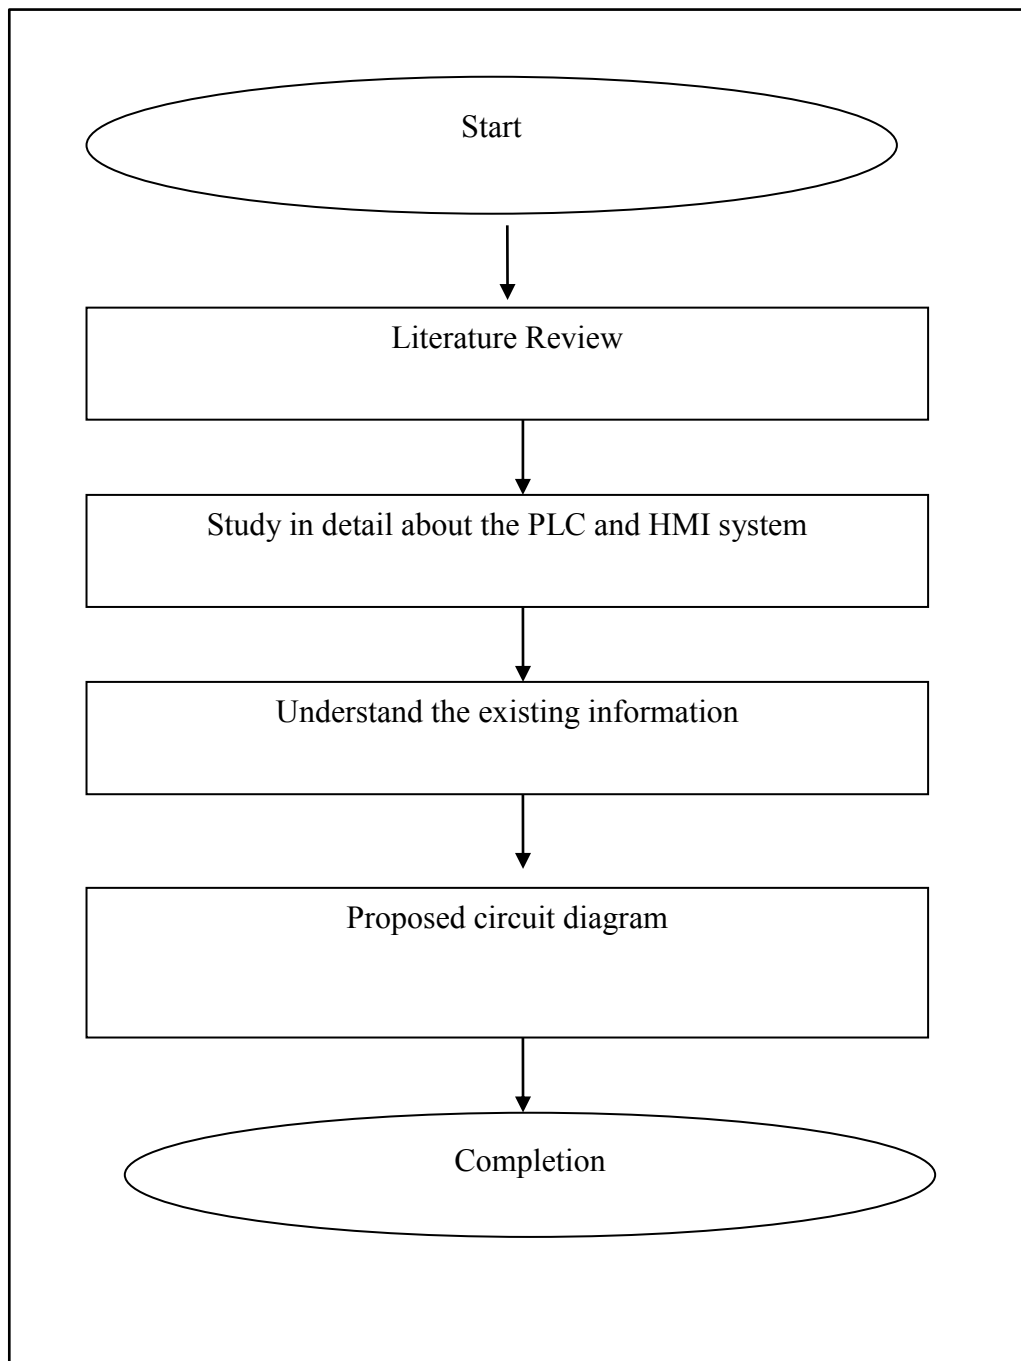 Start
Literature Review
Study in detail about the PLC and HMI system
Understand the existing information
Proposed circuit diagram
Completion